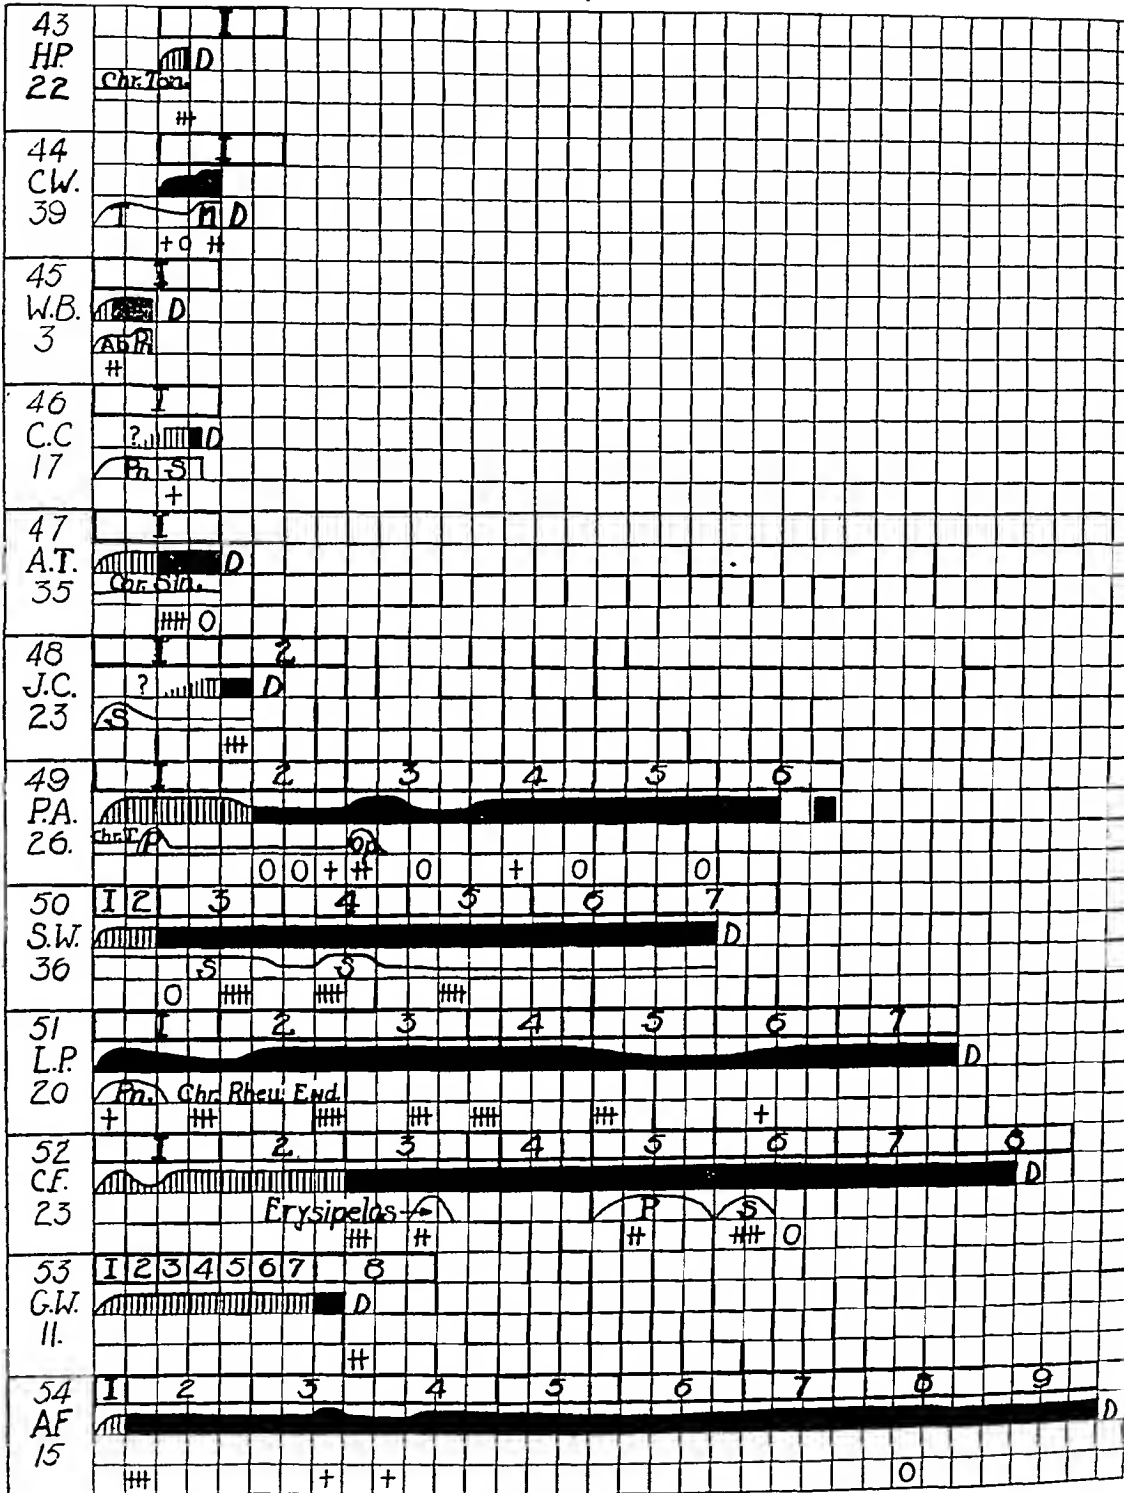 43 I
HP. D
22 Chr. Ton.
44 I
C.W.
39 T M D
+ O
45 I
W.B. D
3 Ab Pn
46 I
C.C ? D
17 Pn S
+
47 I
A.T. D
35 Chr. Sin.
O
48 I 2
J.C. ? D
23 S
49 I 2 3 4 5 6
P.A.
26. Chr. T. P Op
O O + O + O O
50 I 2 3 4 5 6 7
S.W. D
36 S S
O
51 I 2 3 4 5 6 7
L.P. D
20 Pn. Chr. Rheu. End.
+ +
52 I 2 3 4 5 6 7 8
C.F. D
23 Erysipelas P S
O
53 I 2 3 4 5 6 7 8
G.W. D
11.
54 I 2 3 4 5 6 7 8 9
AF D
15
+ + O